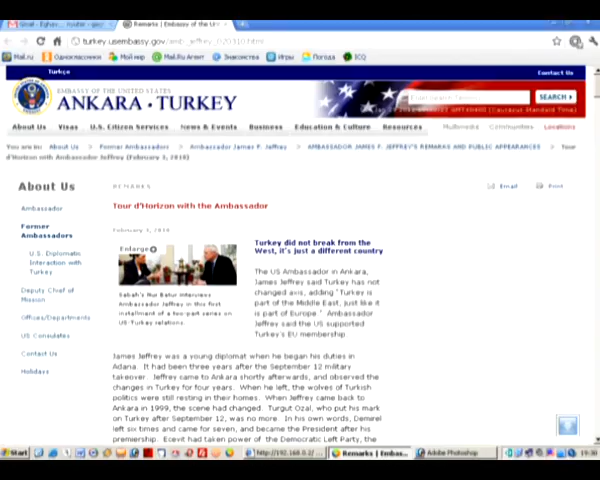 Remarks | Embassy of the Un
turkey.usembassy.gov/amb_jeffrey_020310.html
Mail.ru Одноклассники Мой мир Mail.Ru Агент Знакомства Игры Погода ICQ
Türkçe Contact Us
EMBASSY OF THE UNITED STATES
ANKARA • TURKEY
SEARCH
About Us Visas U.S. Citizen Services News & Events Business Education & Culture Resources Multimedia Communities Locations
You are in: About Us > Former Ambassadors > Ambassador James F. Jeffrey > AMBASSADOR JAMES F. JEFFREY'S REMARKS AND PUBLIC APPEARANCES > Tour
d'Horizon with Ambassador Jeffrey (February 3, 2010)
About Us
Ambassador
Former
Ambassadors
U.S. Diplomatic
Interaction with
Turkey
Deputy Chief of
Mission
Offices/Departments
US Consulates
Contact Us
Holidays
REMARKS
Email Print
Tour d'Horizon with the Ambassador
February 3, 2010
Enlarge
Sabah's Nur Batur interviews
Ambassador Jeffrey in this first
installment of a two-part series on
US-Turkey relations.
Turkey did not break from the
West, it's just a different country
The US Ambassador in Ankara,
James Jeffrey said Turkey has not
changed axis, adding "Turkey is
part of the Middle East, just like it
is part of Europe." Ambassador
Jeffrey said the US supported
Turkey's EU membership
James Jeffrey was a young diplomat when he began his duties in
Adana. It had been three years after the September 12 military
takeover. Jeffrey came to Ankara shortly afterwards, and observed the
changes in Turkey for four years. When he left, the wolves of Turkish
politics were still resting in their homes. When Jeffrey came back to
Ankara in 1999, the scene had changed. Turgut Ozal, who put his mark
on Turkey after September 12, was no more. In his own words, Demirel
left six times and came for seven, and became the President after his
premiership. Ecevit had taken power of the Democratic Left Party, the
Start http://192.168.0.2/... Remarks | Embas... Adobe Photoshop 19:30